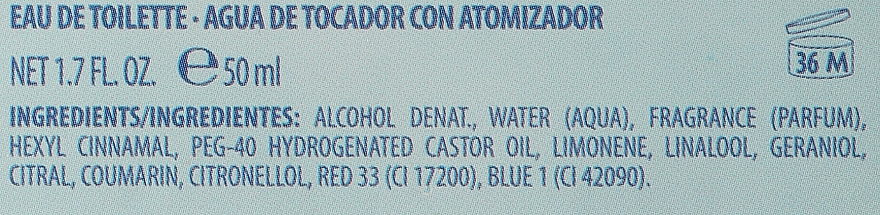 EAU DE TOILETTE · AGUA DE TOCADOR CON ATOMIZADOR
NET 1.7 FL. OZ. ℮ 50 ml
36 M
INGREDIENTS/INGREDIENTES: ALCOHOL DENAT., WATER (AQUA), FRAGRANCE (PARFUM),
HEXYL CINNAMAL, PEG-40 HYDROGENATED CASTOR OIL, LIMONENE, LINALOOL, GERANIOL,
CITRAL, COUMARIN, CITRONELLOL, RED 33 (CI 17200), BLUE 1 (CI 42090).